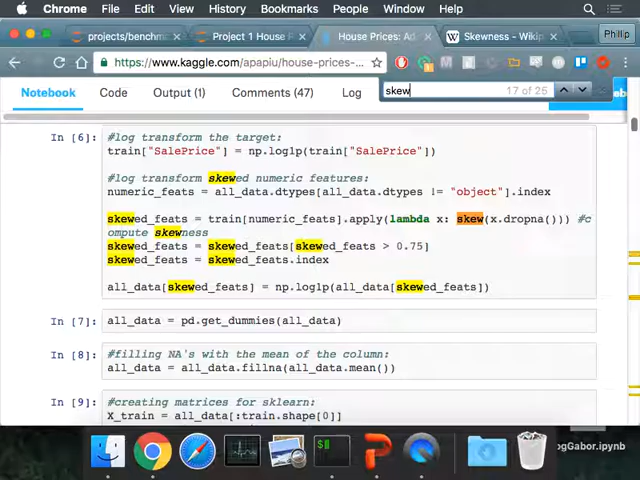 Chrome File Edit View History Bookmarks People Window Help
projects/benchm Project 1 House P House Prices: Ad Skewness - Wikip Phillip
https://www.kaggle.com/apapiu/house-prices-...
skew 17 of 25
Notebook Code Output (1) Comments (47) Log
In [6]: #log transform the target:
train["SalePrice"] = np.log1p(train["SalePrice"])
#log transform skewed numeric features:
numeric_feats = all_data.dtypes[all_data.dtypes != "object"].index
skewed_feats = train[numeric_feats].apply(lambda x: skew(x.dropna())) #c
ompute skewness
skewed_feats = skewed_feats[skewed_feats > 0.75]
skewed_feats = skewed_feats.index
all_data[skewed_feats] = np.log1p(all_data[skewed_feats])
In [7]: all_data = pd.get_dummies(all_data)
In [8]: #filling NA's with the mean of the column:
all_data = all_data.fillna(all_data.mean())
In [9]: #creating matrices for sklearn:
X_train = all_data[:train.shape[0]]
ogGabor.ipynb